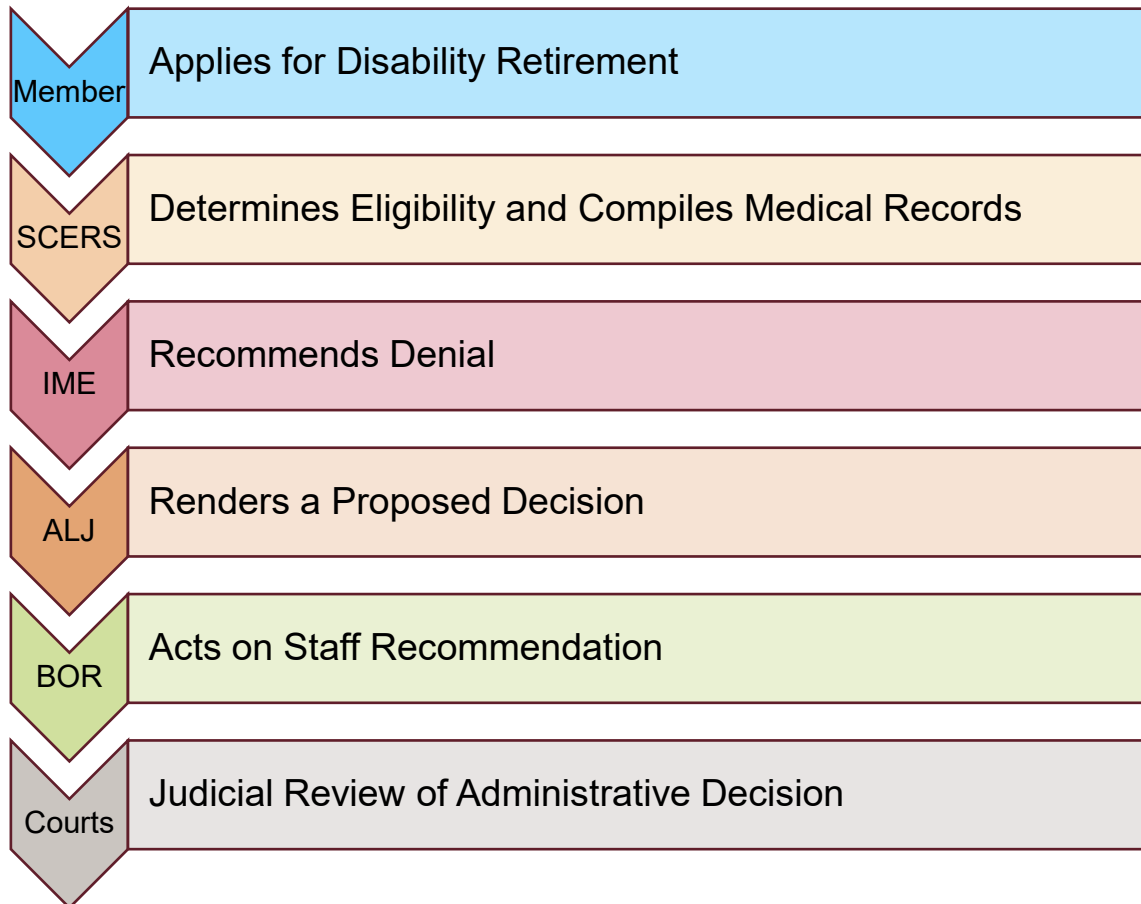 Member
Applies for Disability Retirement
SCERS
Determines Eligibility and Compiles Medical Records
IME
Recommends Denial
ALJ
Renders a Proposed Decision
BOR
Acts on Staff Recommendation
Courts
Judicial Review of Administrative Decision